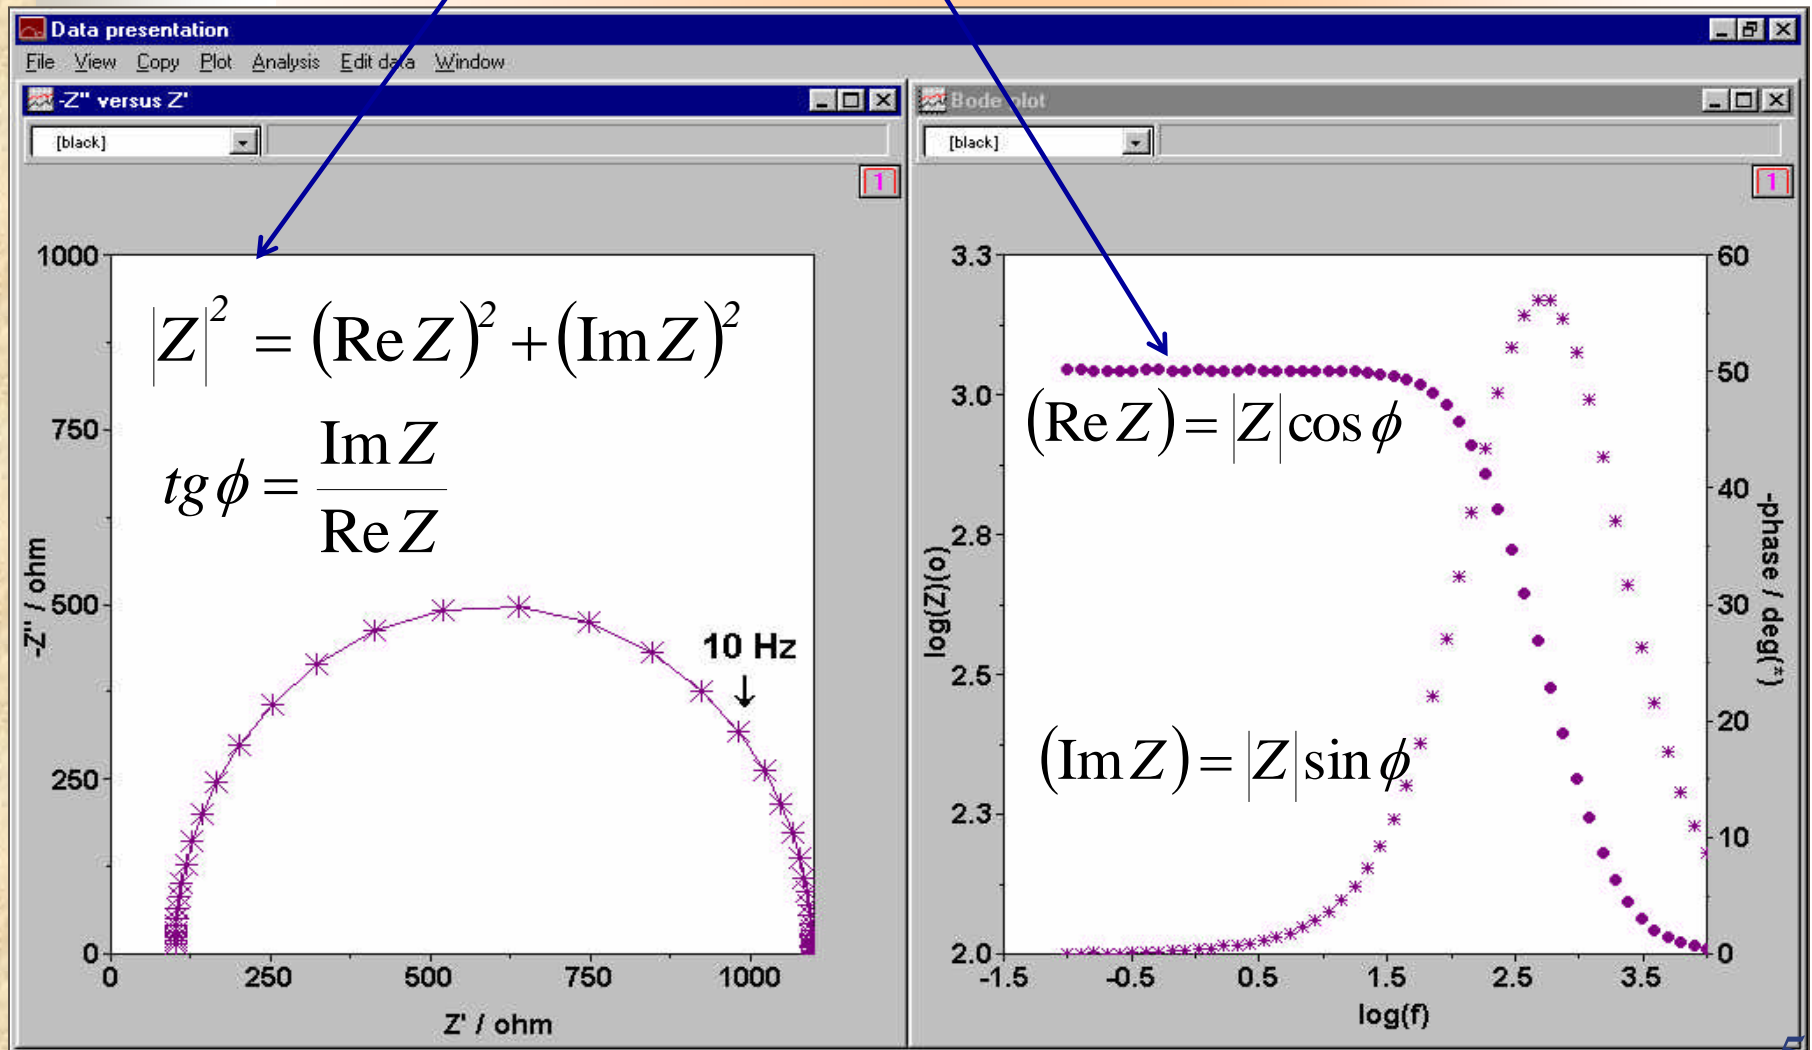 Data presentation
File View Copy Plot Analysis Edit data Window
-Z" versus Z'
[black]
1
1000
750
500
250
0
0 250 500 750 1000
-Z" / ohm
Z' / ohm
|Z|² = (Re Z)² + (Im Z)²
tg ϕ = Im Z / Re Z
10 Hz
Bode plot
[black]
1
3.3
3.0
2.8
2.5
2.3
2.0
-1.5 -0.5 0.5 1.5 2.5 3.5
60
50
40
30
20
10
0
log(Z)(o)
-phase / deg(*)
log(f)
(Re Z) = |Z| cos ϕ
(Im Z) = |Z| sin ϕ